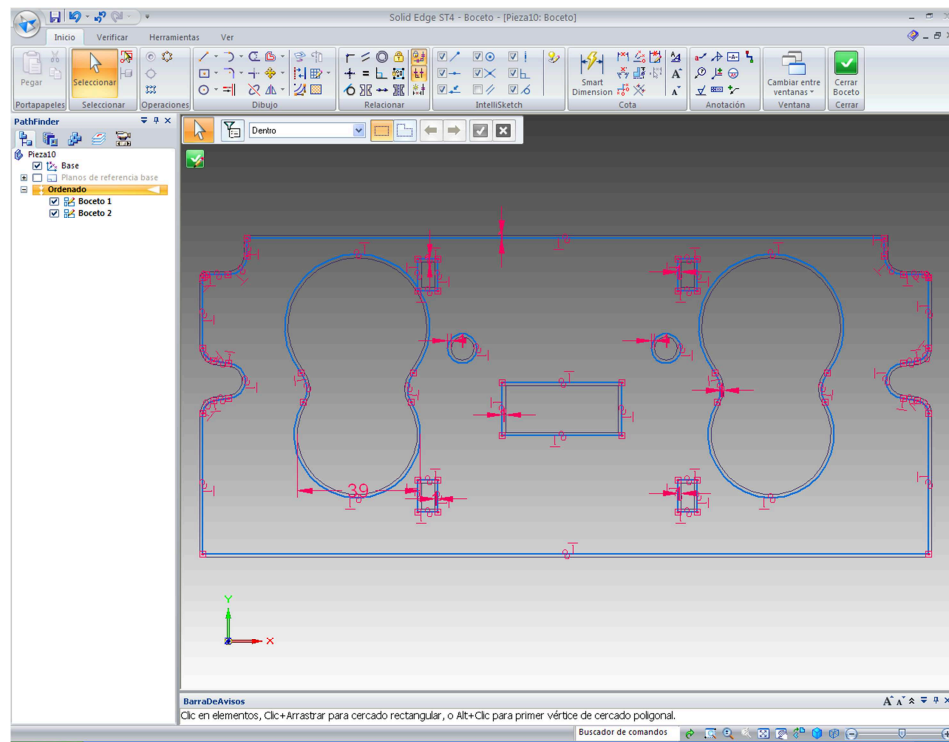 Solid Edge ST4 - Boceto - [Pieza10: Boceto]
Inicio Verificar Herramientas Ver
Pegar Seleccionar Smart Dimension Cambiar entre ventanas Cerrar Boceto
Portapapeles Seleccionar Operaciones Dibujo Relacionar IntelliSketch Cota Anotación Ventana Cerrar
PathFinder
Dentro
Pieza10
Base
Planos de referencia base
Ordenado
Boceto 1
Boceto 2
39
Y
X
BarraDeAvisos
Clic en elementos, Clic+Arrastrar para cercado rectangular, o Alt+Clic para primer vértice de cercado poligonal.
Buscador de comandos